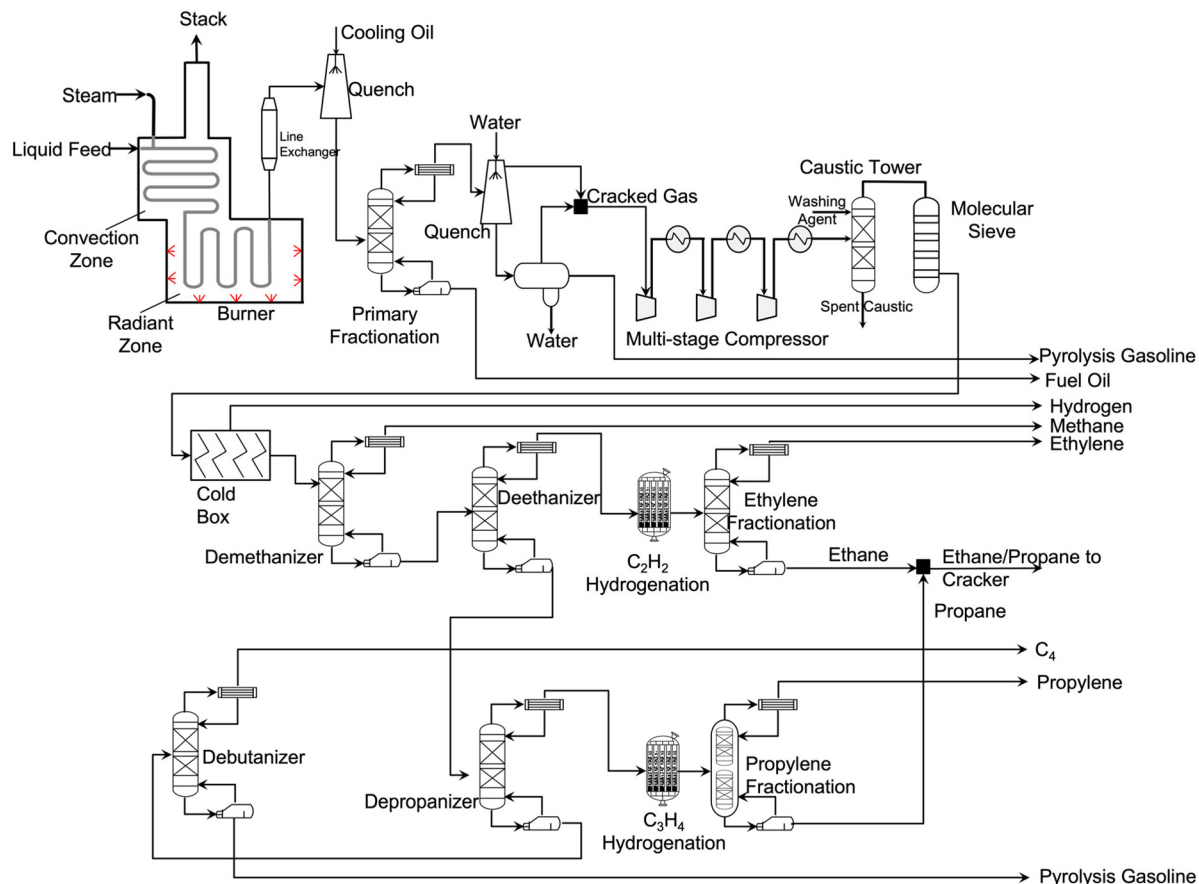 Stack
Cooling Oil
Quench
Steam
Line
Exchanger
Liquid Feed
Water
Caustic Tower
Cracked Gas
Washing
Agent
Molecular
Sieve
Convection
Zone
Quench
Radiant
Zone
Burner
Primary
Fractionation
Water
Multi-stage Compressor
Spent Caustic
Pyrolysis Gasoline
Fuel Oil
Hydrogen
Methane
Ethylene
Cold
Box
Demethanizer
Deethanizer
C₂H₂
Hydrogenation
Ethylene
Fractionation
Ethane
Ethane/Propane to
Cracker
Propane
C₄
Propylene
Debutanizer
Depropanizer
C₃H₄
Hydrogenation
Propylene
Fractionation
Pyrolysis Gasoline